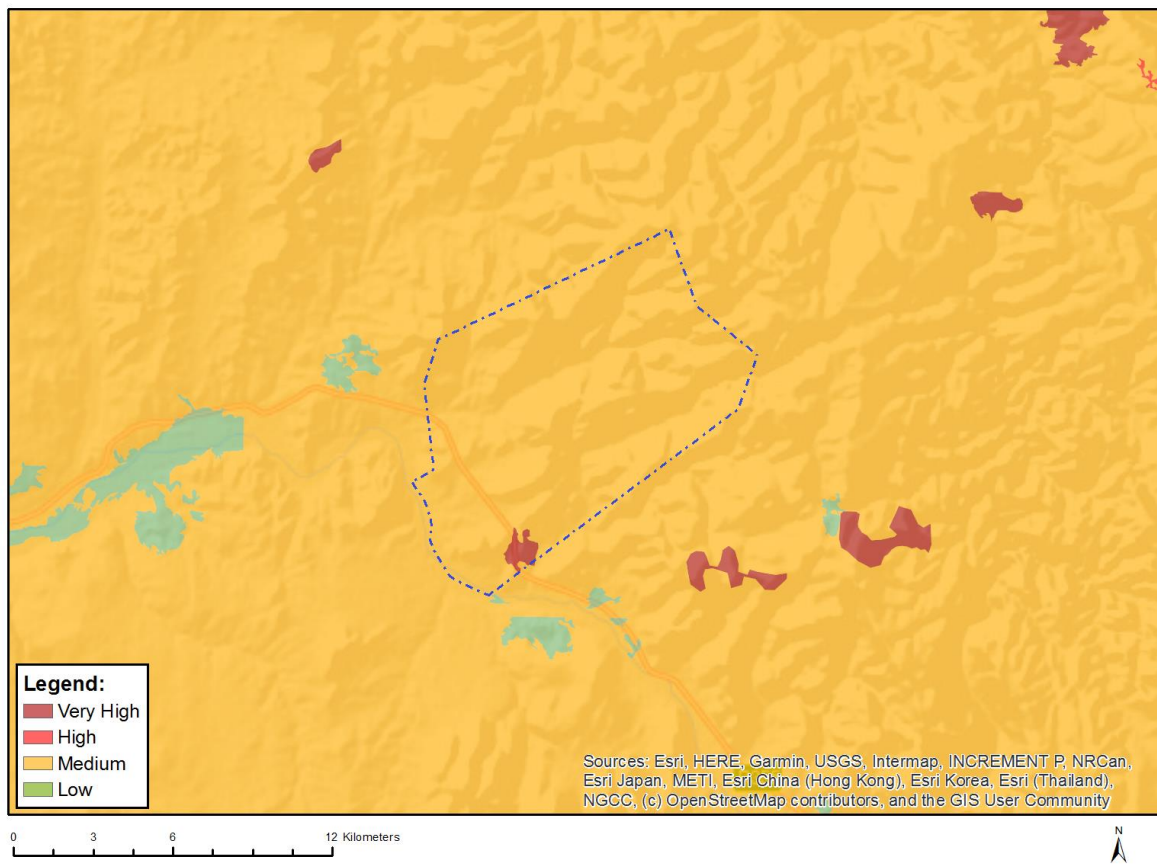 Legend:
Very High
High
Medium
Low
Sources: Esri, HERE, Garmin, USGS, Intermap, INCREMENT P, NRCan,
Esri Japan, METI, Esri China (Hong Kong), Esri Korea, Esri (Thailand),
NGCC, (c) OpenStreetMap contributors, and the GIS User Community
0 3 6 12 Kilometers
N